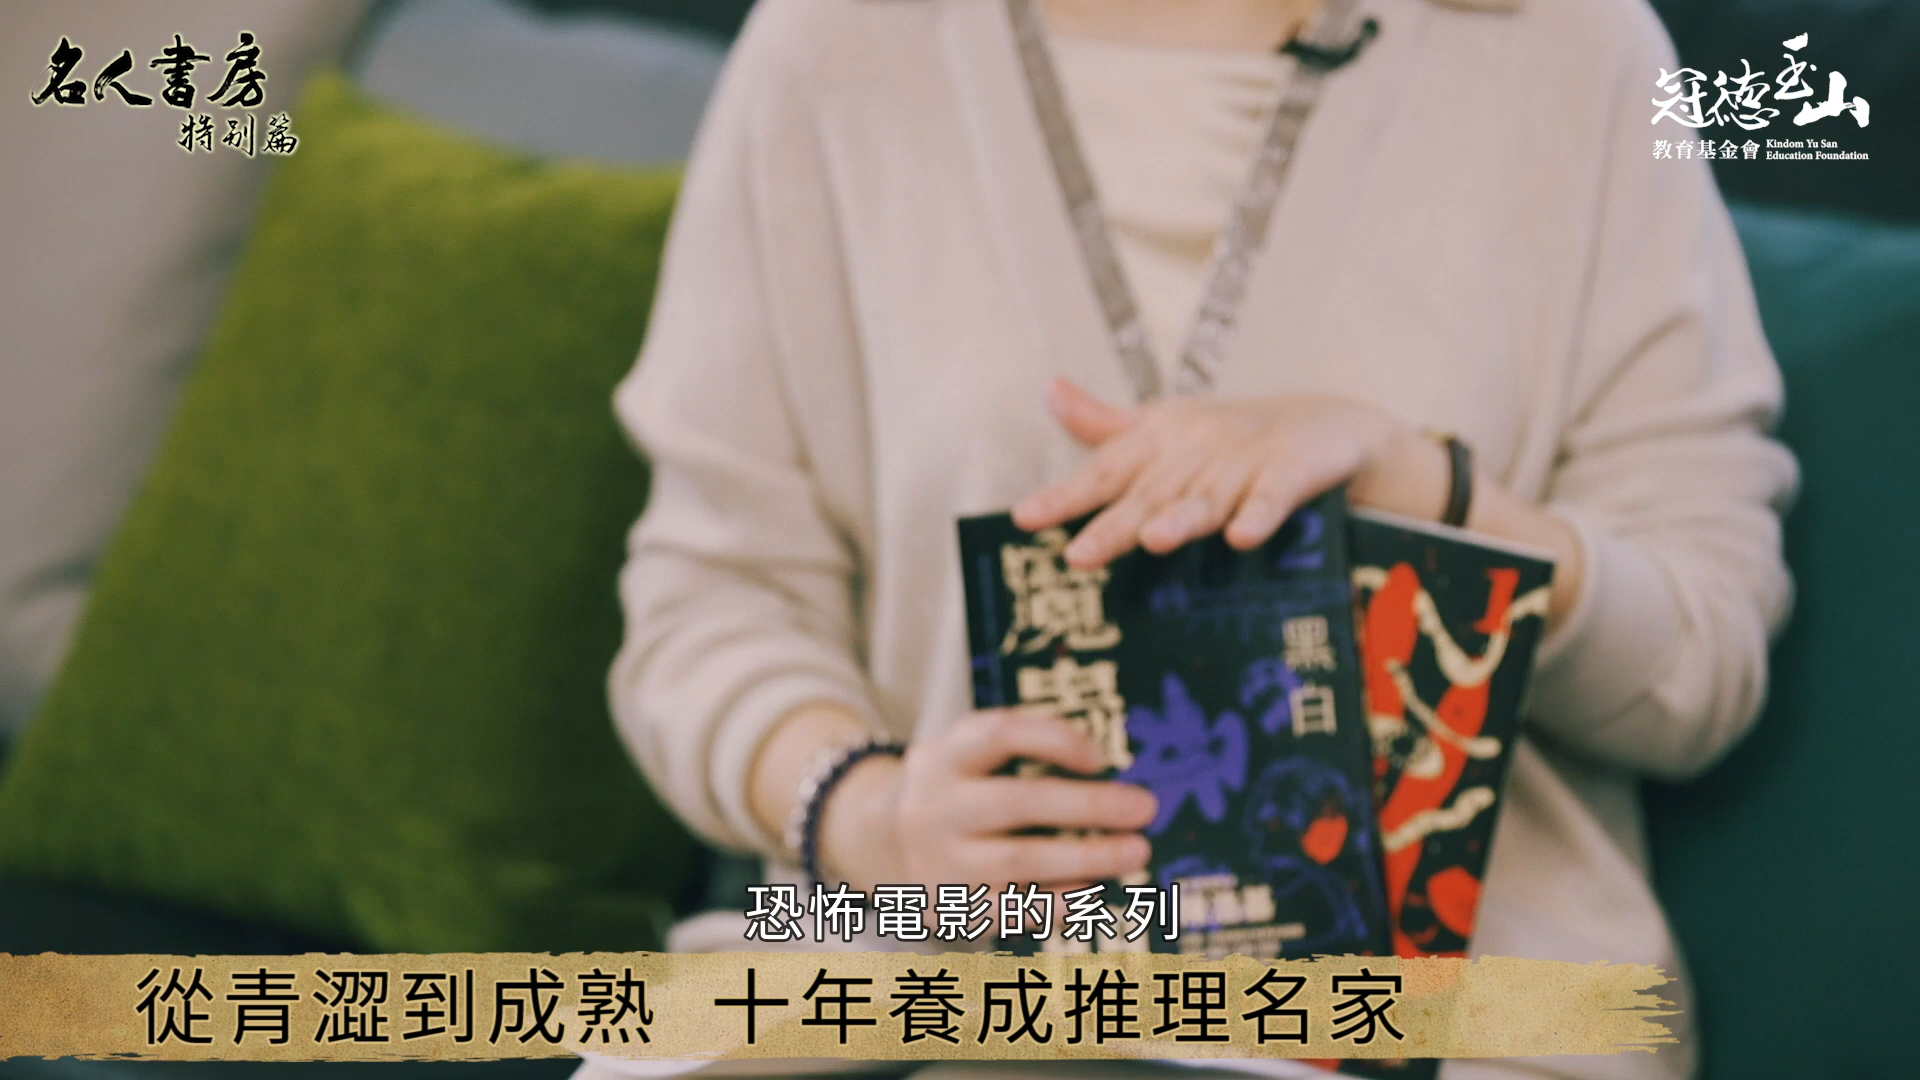 名人書房
特別篇
冠德玉山
教育基金會 Kindom Yu San
Education Foundation
2
魔
黑白
恐怖電影的系列
從青澀到成熟 十年養成推理名家